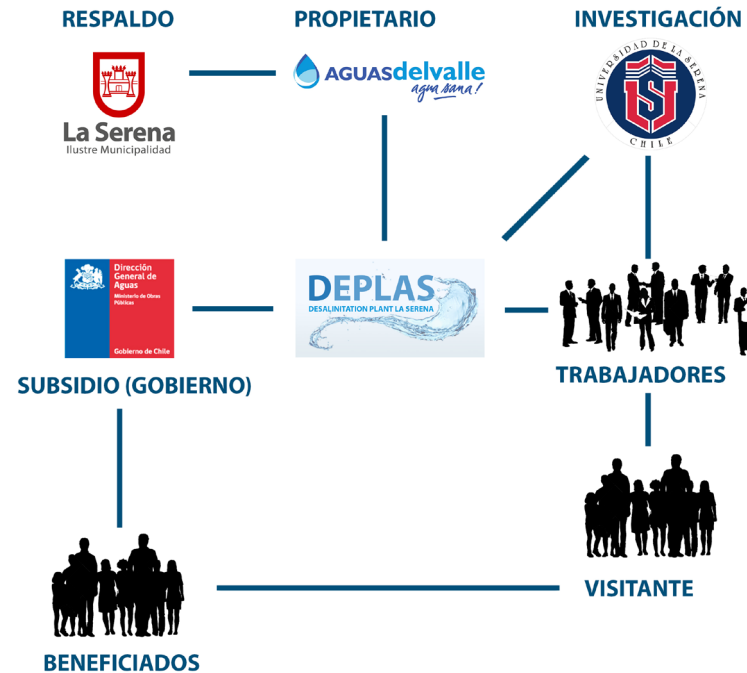 RESPALDO
PROPIETARIO
INVESTIGACIÓN
La Serena
Ilustre Municipalidad
AGUASdelvalle
agua sana!
UNIVERSIDAD DE LA SERENA
CHILE
Dirección
General de
Aguas
Ministerio de Obras
Públicas
Gobierno de Chile
DEPLAS
DESALINITATION PLANT LA SERENA
SUBSIDIO (GOBIERNO)
TRABAJADORES
VISITANTE
BENEFICIADOS